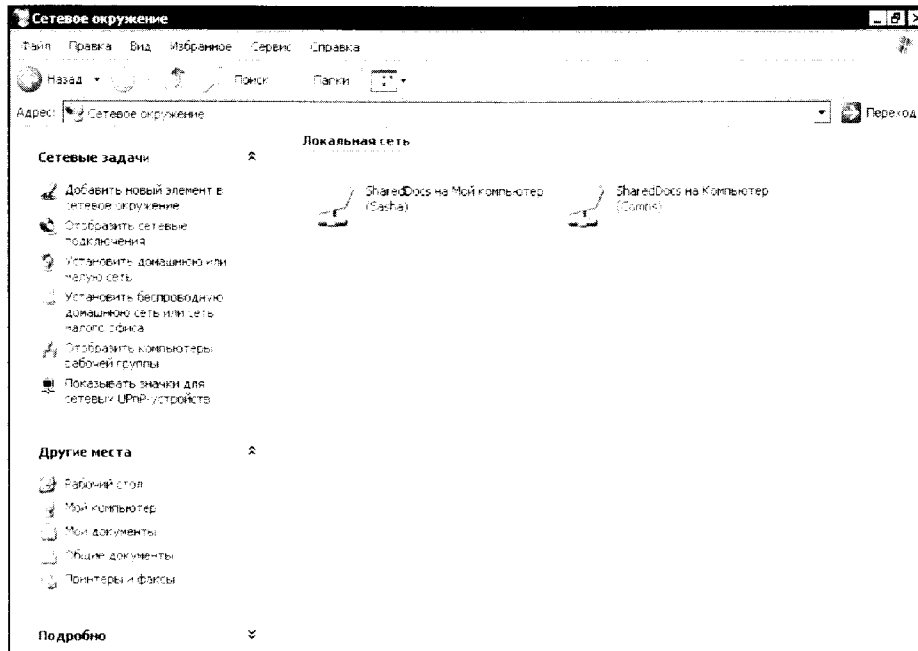 Сетевое окружение
Файл Правка Вид Избранное Сервис Справка
Назад Поиск Папки
Адрес: Сетевое окружение Переход
Локальная сеть
Сетевые задачи
SharedDocs на Мой компьютер
(Sasha)
SharedDocs на Компьютер
Добавить новый элемент в
сетевое окружение
Отобразить сетевые
подключения
Установить домашнюю или
малую сеть
Установить беспроводную
домашнюю сеть или сеть
малого офиса
Отобразить компьютеры
рабочей группы
Показывать значки для
сетевых UPnP-устройств
Другие места
Рабочий стол
Мой компьютер
Мои документы
Общие документы
Принтеры и факсы
Подробно